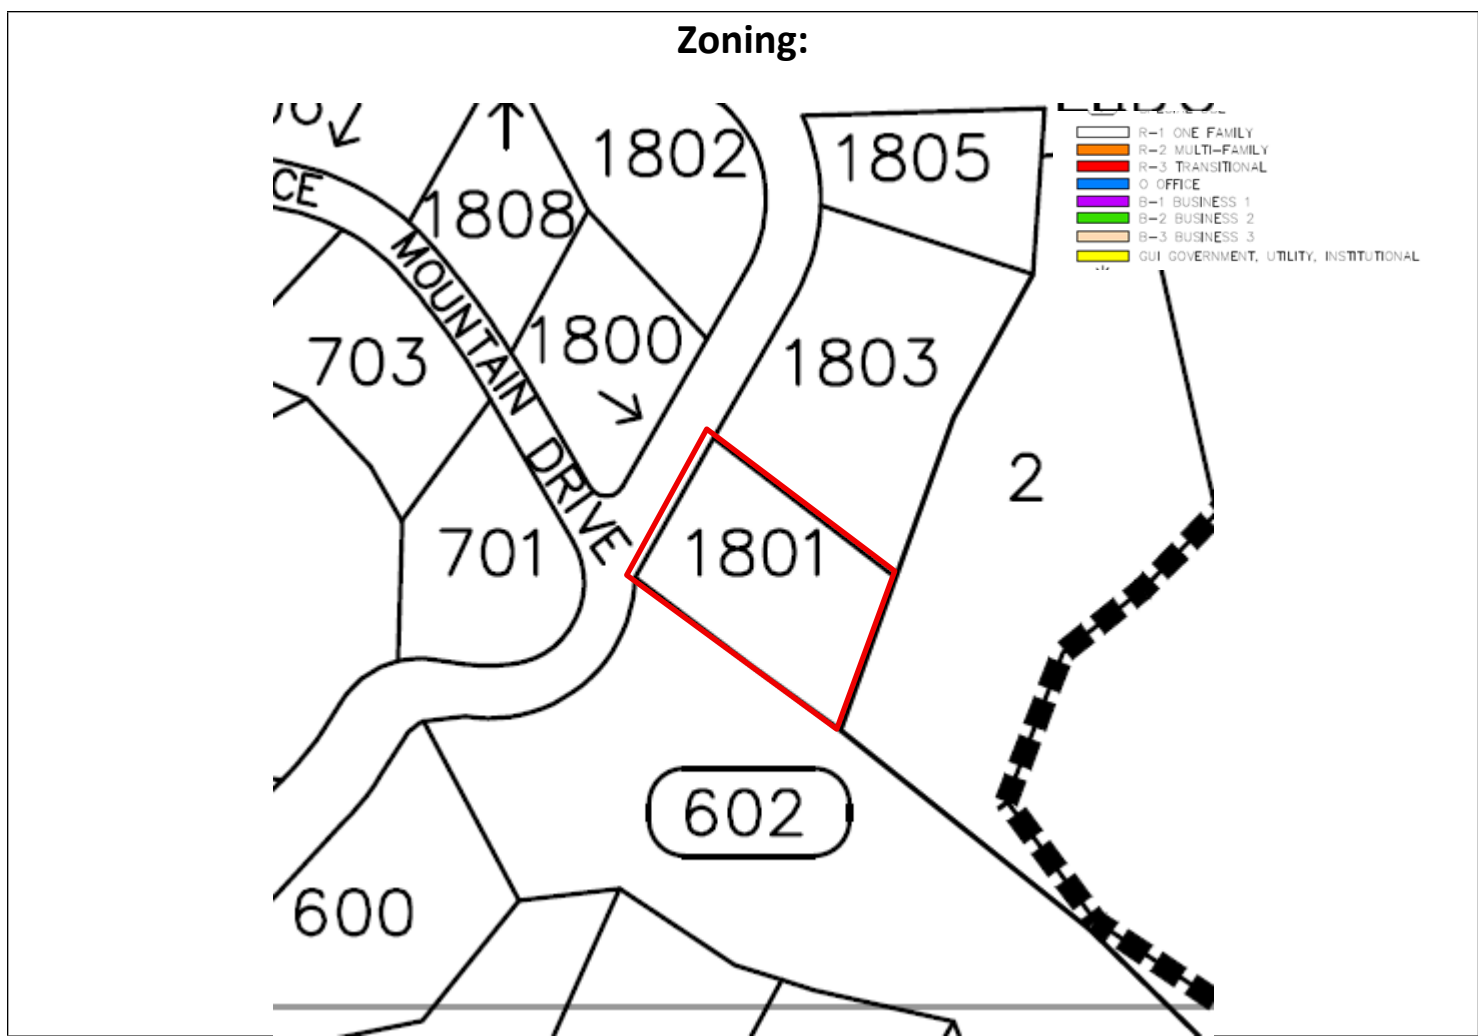 Zoning:
1802
1805
R-1 ONE FAMILY
R-2 MULTI-FAMILY
R-3 TRANSITIONAL
O OFFICE
B-1 BUSINESS 1
B-2 BUSINESS 2
B-3 BUSINESS 3
GUI GOVERNMENT, UTILITY, INSTITUTIONAL
CE
MOUNTAIN DRIVE
1808
1800
703
1803
2
701
1801
602
600